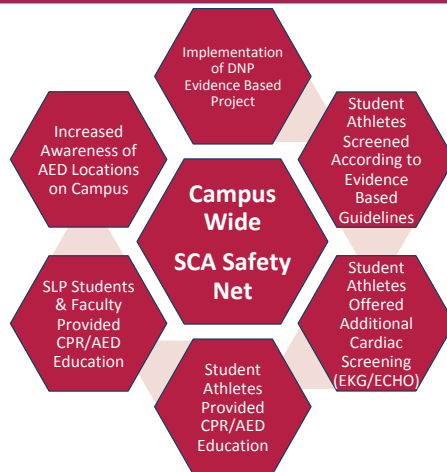 Implementation
of DNP
Evidence Based
Project
Student
Athletes
Screened
According to
Evidence
Based
Guidelines
Student
Athletes
Offered
Additional
Cardiac
Screening
(EKG/ECHO)
Student
Athletes
Provided
CPR/AED
Education
SLP Students
& Faculty
Provided
CPR/AED
Education
Increased
Awareness of
AED Locations
on Campus
Campus
Wide
SCA Safety
Net